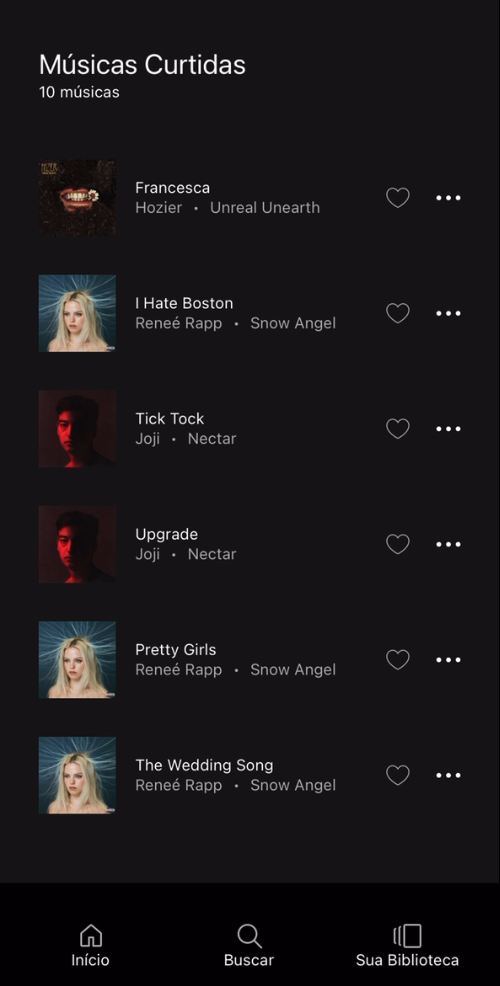 Músicas Curtidas
10 músicas
Francesca
Hozier • Unreal Unearth
I Hate Boston
Reneé Rapp • Snow Angel
Tick Tock
Joji • Nectar
Upgrade
Joji • Nectar
Pretty Girls
Reneé Rapp • Snow Angel
The Wedding Song
Reneé Rapp • Snow Angel
Início
Buscar
Sua Biblioteca